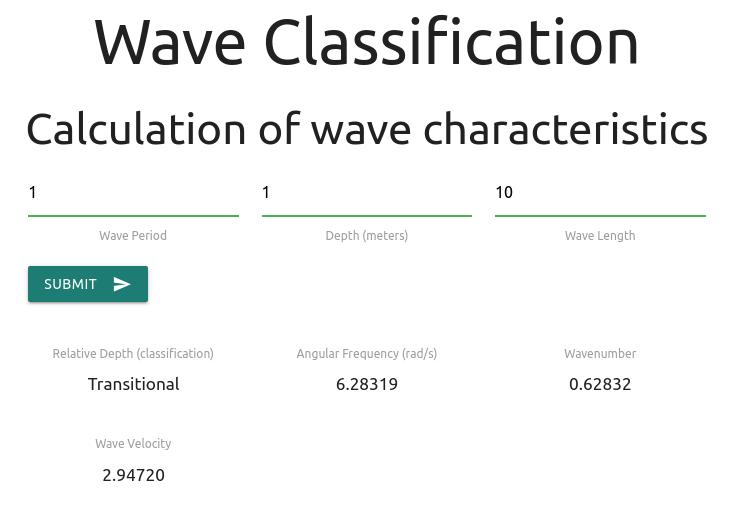 Wave Classification
Calculation of wave characteristics
1 1 10
Wave Period Depth (meters) Wave Length
SUBMIT
Relative Depth (classification) Angular Frequency (rad/s) Wavenumber
Transitional 6.28319 0.62832
Wave Velocity
2.94720